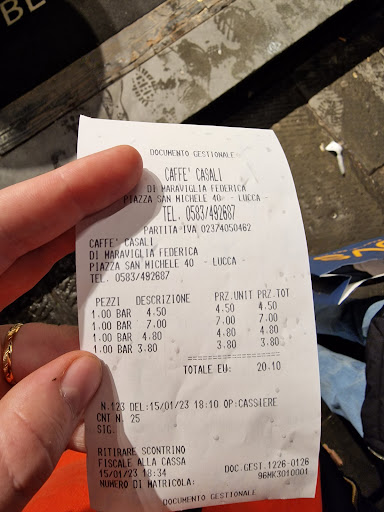 BE
DOCUMENTO GESTIONALE
CAFFE' CASALI
DI MARAVIGLIA FEDERICA
PIAZZA SAN MICHELE 40 - LUCCA -
TEL. 0583/492687
PARTITA IVA 02374050462
CAFFE' CASALI
DI MARAVIGLIA FEDERICA
PIAZZA SAN MICHELE 40 - LUCCA -
TEL. 0583/492687
PEZZI DESCRIZIONE PRZ.UNIT PRZ.TOT
1.00 BAR 4.50 4.50 4.50
1.00 BAR 7.00 7.00 7.00
1.00 BAR 4.80 4.80 4.80
1.00 BAR 3.80 3.80 3.80
====================
TOTALE EU: 20.10
N.123 DEL:15/01/23 18:10 OP:CASSIERE
CNT N. 25
SIG.
RITIRARE SCONTRINO
FISCALE ALLA CASSA
15/01/23 18:34 DOC.GEST.1226-0126
NUMERO DI MATRICOLA: 96MK3010001
DOCUMENTO GESTIONALE